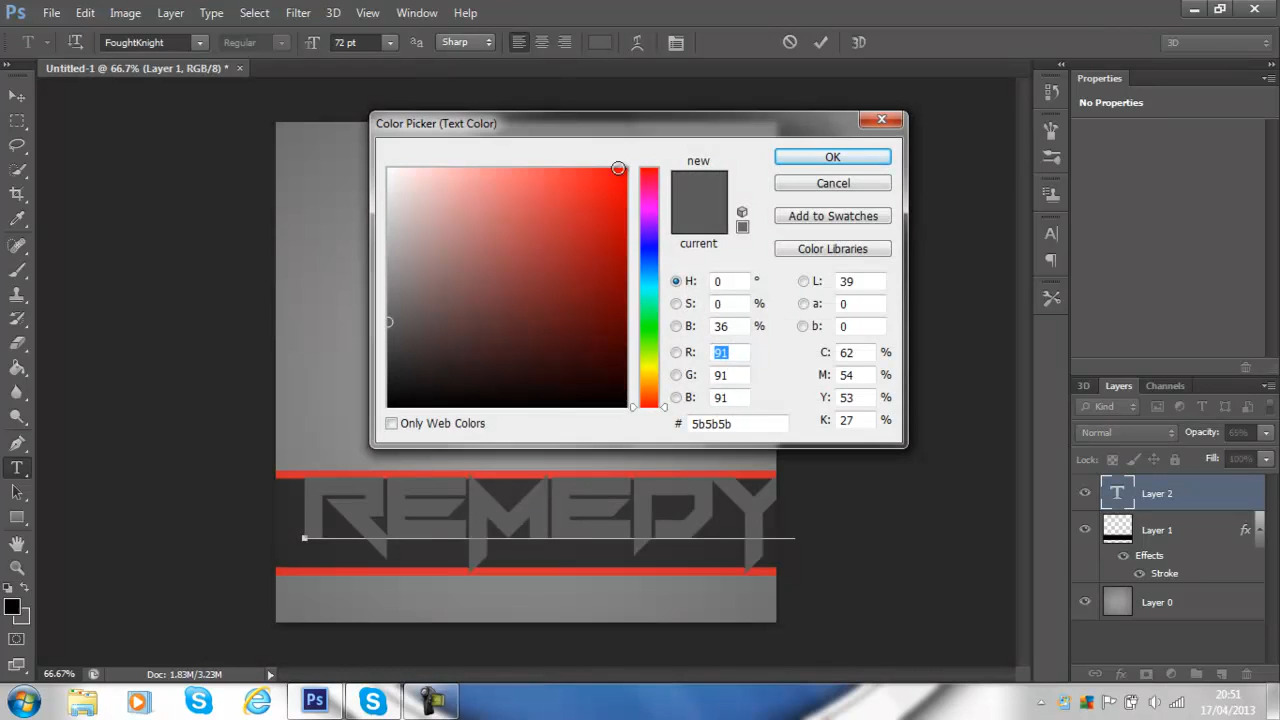 Ps File Edit Image Layer Type Select Filter 3D View Window Help
T FoughtKnight Regular 72 pt aa Sharp 3D 3D
Untitled-1 @ 66.7% (Layer 1, RGB/8) * ×
Properties
No Properties
Color Picker (Text Color)
new
current
OK
Cancel
Add to Swatches
Color Libraries
H: 0 °
S: 0 %
B: 36 %
R: 91
G: 91
B: 91
# 5b5b5b
L: 39
a: 0
b: 0
C: 62 %
M: 54 %
Y: 53 %
K: 27 %
Only Web Colors
REMEDY
3D Layers Channels
Kind
Normal Opacity: 65%
Lock: Fill: 100%
T Layer 2
Layer 1 fx
Effects
Stroke
Layer 0
66.67% Doc: 1.83M/3.23M
Ps
20:51
17/04/2013